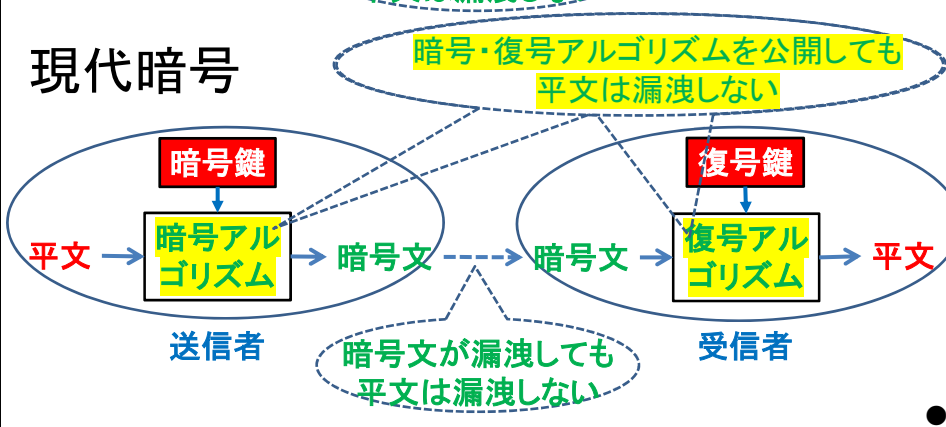 現代暗号
暗号・復号アルゴリズムを公開しても
平文は漏洩しない
暗号鍵
復号鍵
平文
暗号アル
ゴリズム
暗号文
暗号文
復号アル
ゴリズム
平文
送信者
受信者
暗号文が漏洩しても
平文は漏洩しない